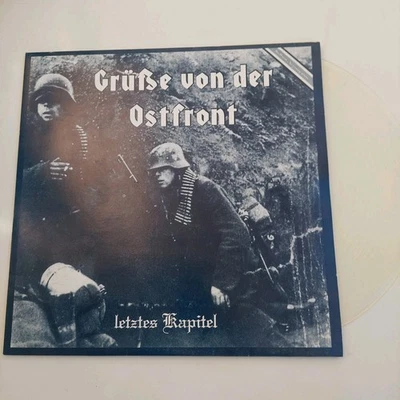 Grüße von der
Ostfront
letztes Kapitel